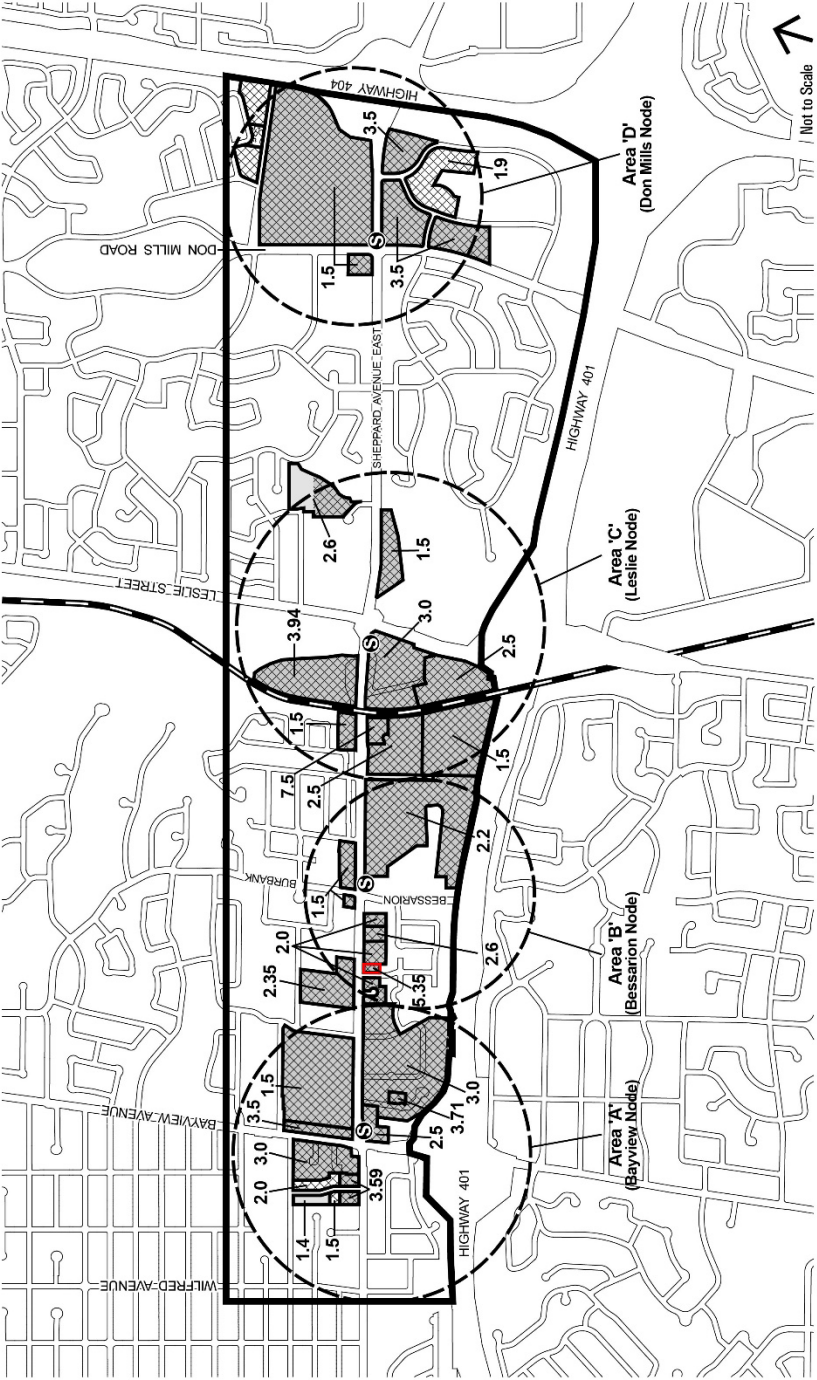 Not to Scale
HIGHWAY 404
3.5
1.9
Area 'D'
(Don Mills Node)
DON MILLS ROAD
S
1.5
3.5
SHEPPARD AVENUE EAST
HIGHWAY 401
2.6
1.5
LESLIE STREET
Area 'C'
(Leslie Node)
3.94
S
3.0
2.5
1.5
7.5
2.5
1.5
2.2
BURBANK
S
1.5
BESSARION
2.0
2.6
2.35
5.35
Area 'B'
(Bessarion Node)
1.5
3.0
3.71
BAYVIEW AVENUE
3.5
S
2.5
3.0
2.0
3.59
1.4
1.5
Area 'A'
(Bayview Node)
HIGHWAY 401
WILFRED AVENUE